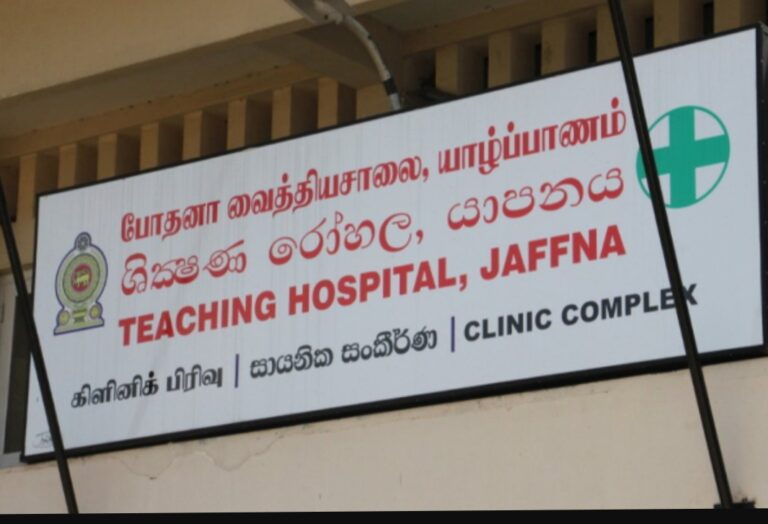 போதனா வைத்தியசாலை, யாழ்ப்பாணம்
ශික්ෂණ රෝහල, යාපනය
TEACHING HOSPITAL, JAFFNA
கிளினிக் பிரிவு | සායනික සංකීර්ණ | CLINIC COMPLEX